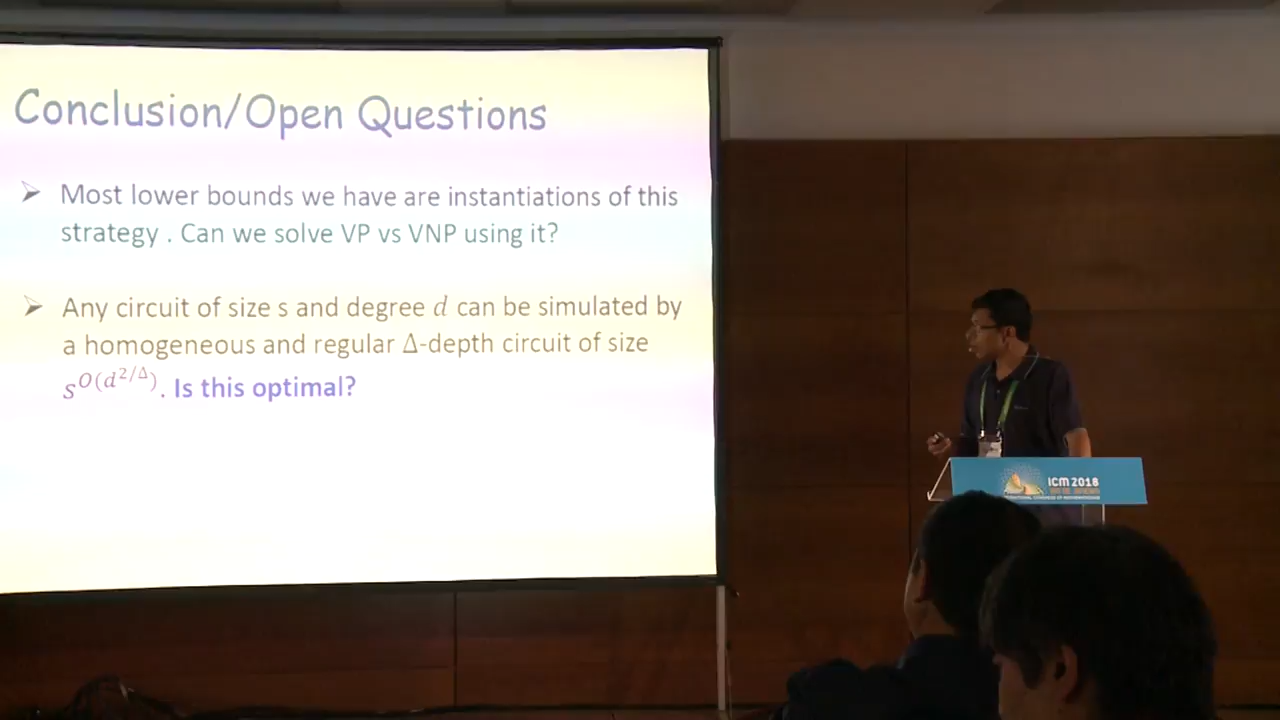 Conclusion/Open Questions
Most lower bounds we have are instantiations of this
strategy . Can we solve VP vs VNP using it?
Any circuit of size s and degree d can be simulated by
a homogeneous and regular Δ-depth circuit of size
s^{O(d^{2/Δ})}. Is this optimal?
ICM 2018